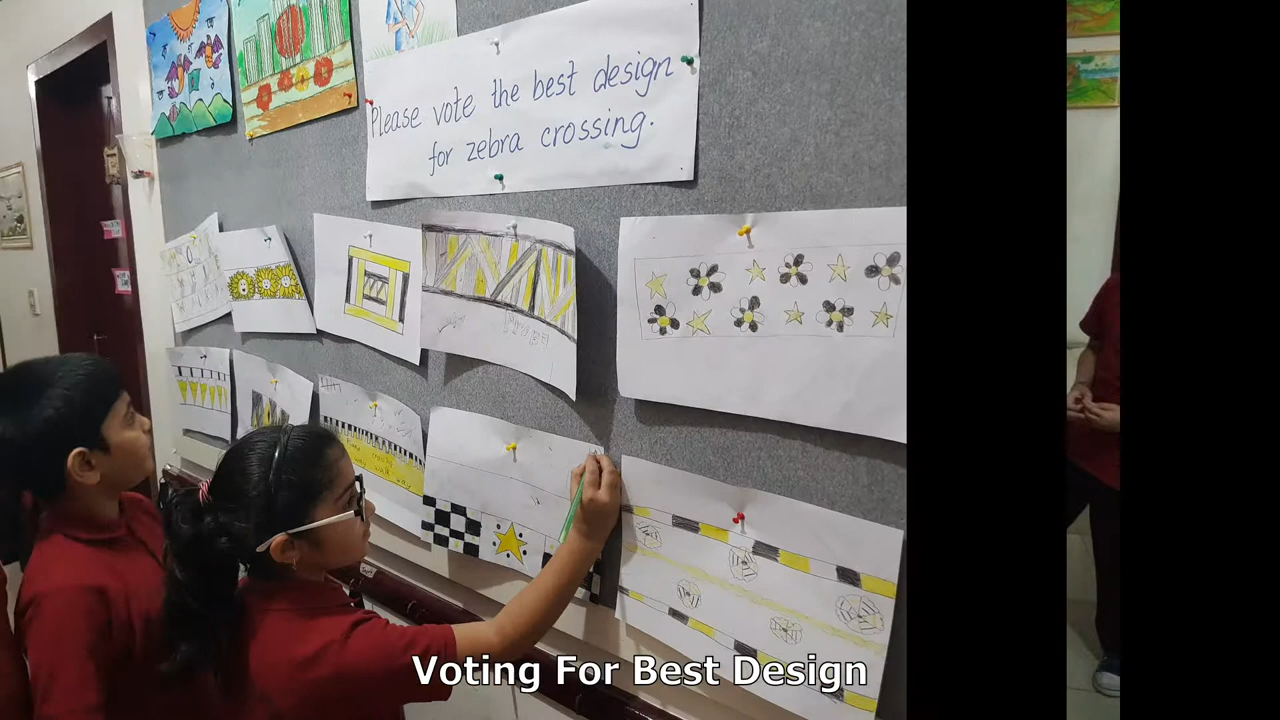 Please vote the best design
for zebra crossing.
Voting For Best Design